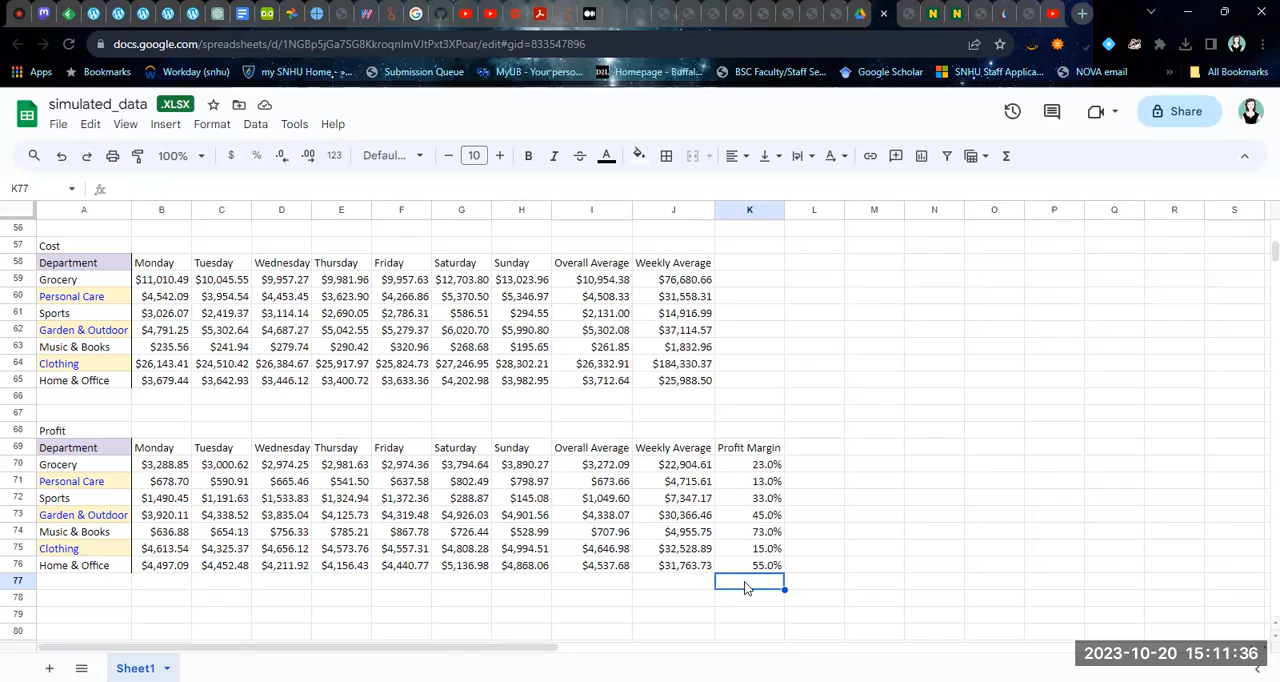 docs.google.com/spreadsheets/d/1NGBp5jGa7SG8KkroqnImVJtPxt3XPoar/edit#gid=833547896
Apps Bookmarks Workday (snhu) my SNHU Home - ... Submission Queue MyUB - Your perso... Homepage - Buffal... BSC Faculty/Staff Se... Google Scholar SNHU Staff Applica... NOVA email » All Bookmarks
simulated_data .XLSX
File Edit View Insert Format Data Tools Help
Share
100% $ % .0 .00 123 Defaul... 10 B I A
K77 fx
A B C D E F G H I J K L M N O P Q R S
56
57 Cost
58 Department Monday Tuesday Wednesday Thursday Friday Saturday Sunday Overall Average Weekly Average
59 Grocery $11,010.49 $10,045.55 $9,957.27 $9,981.96 $9,957.63 $12,703.80 $13,023.96 $10,954.38 $76,680.66
60 Personal Care $4,542.09 $3,954.54 $4,453.45 $3,623.90 $4,266.86 $5,370.50 $5,346.97 $4,508.33 $31,558.31
61 Sports $3,026.07 $2,419.37 $3,114.14 $2,690.05 $2,786.31 $586.51 $294.55 $2,131.00 $14,916.99
62 Garden & Outdoor $4,791.25 $5,302.64 $4,687.27 $5,042.55 $5,279.37 $6,020.70 $5,990.80 $5,302.08 $37,114.57
63 Music & Books $235.56 $241.94 $279.74 $290.42 $320.96 $268.68 $195.65 $261.85 $1,832.96
64 Clothing $26,143.41 $24,510.42 $26,384.67 $25,917.97 $25,824.73 $27,246.95 $28,302.21 $26,332.91 $184,330.37
65 Home & Office $3,679.44 $3,642.93 $3,446.12 $3,400.72 $3,633.36 $4,202.98 $3,982.95 $3,712.64 $25,988.50
66
67
68 Profit
69 Department Monday Tuesday Wednesday Thursday Friday Saturday Sunday Overall Average Weekly Average Profit Margin
70 Grocery $3,288.85 $3,000.62 $2,974.25 $2,981.63 $2,974.36 $3,794.64 $3,890.27 $3,272.09 $22,904.61 23.0%
71 Personal Care $678.70 $590.91 $665.46 $541.50 $637.58 $802.49 $798.97 $673.66 $4,715.61 13.0%
72 Sports $1,490.45 $1,191.63 $1,533.83 $1,324.94 $1,372.36 $288.87 $145.08 $1,049.60 $7,347.17 33.0%
73 Garden & Outdoor $3,920.11 $4,338.52 $3,835.04 $4,125.73 $4,319.48 $4,926.03 $4,901.56 $4,338.07 $30,366.46 45.0%
74 Music & Books $636.88 $654.13 $756.33 $785.21 $867.78 $726.44 $528.99 $707.96 $4,955.75 73.0%
75 Clothing $4,613.54 $4,325.37 $4,656.12 $4,573.76 $4,557.31 $4,808.28 $4,994.51 $4,646.98 $32,528.89 15.0%
76 Home & Office $4,497.09 $4,452.48 $4,211.92 $4,156.43 $4,440.77 $5,136.98 $4,868.06 $4,537.68 $31,763.73 55.0%
77
78
79
80
Sheet1
2023-10-20 15:11:36